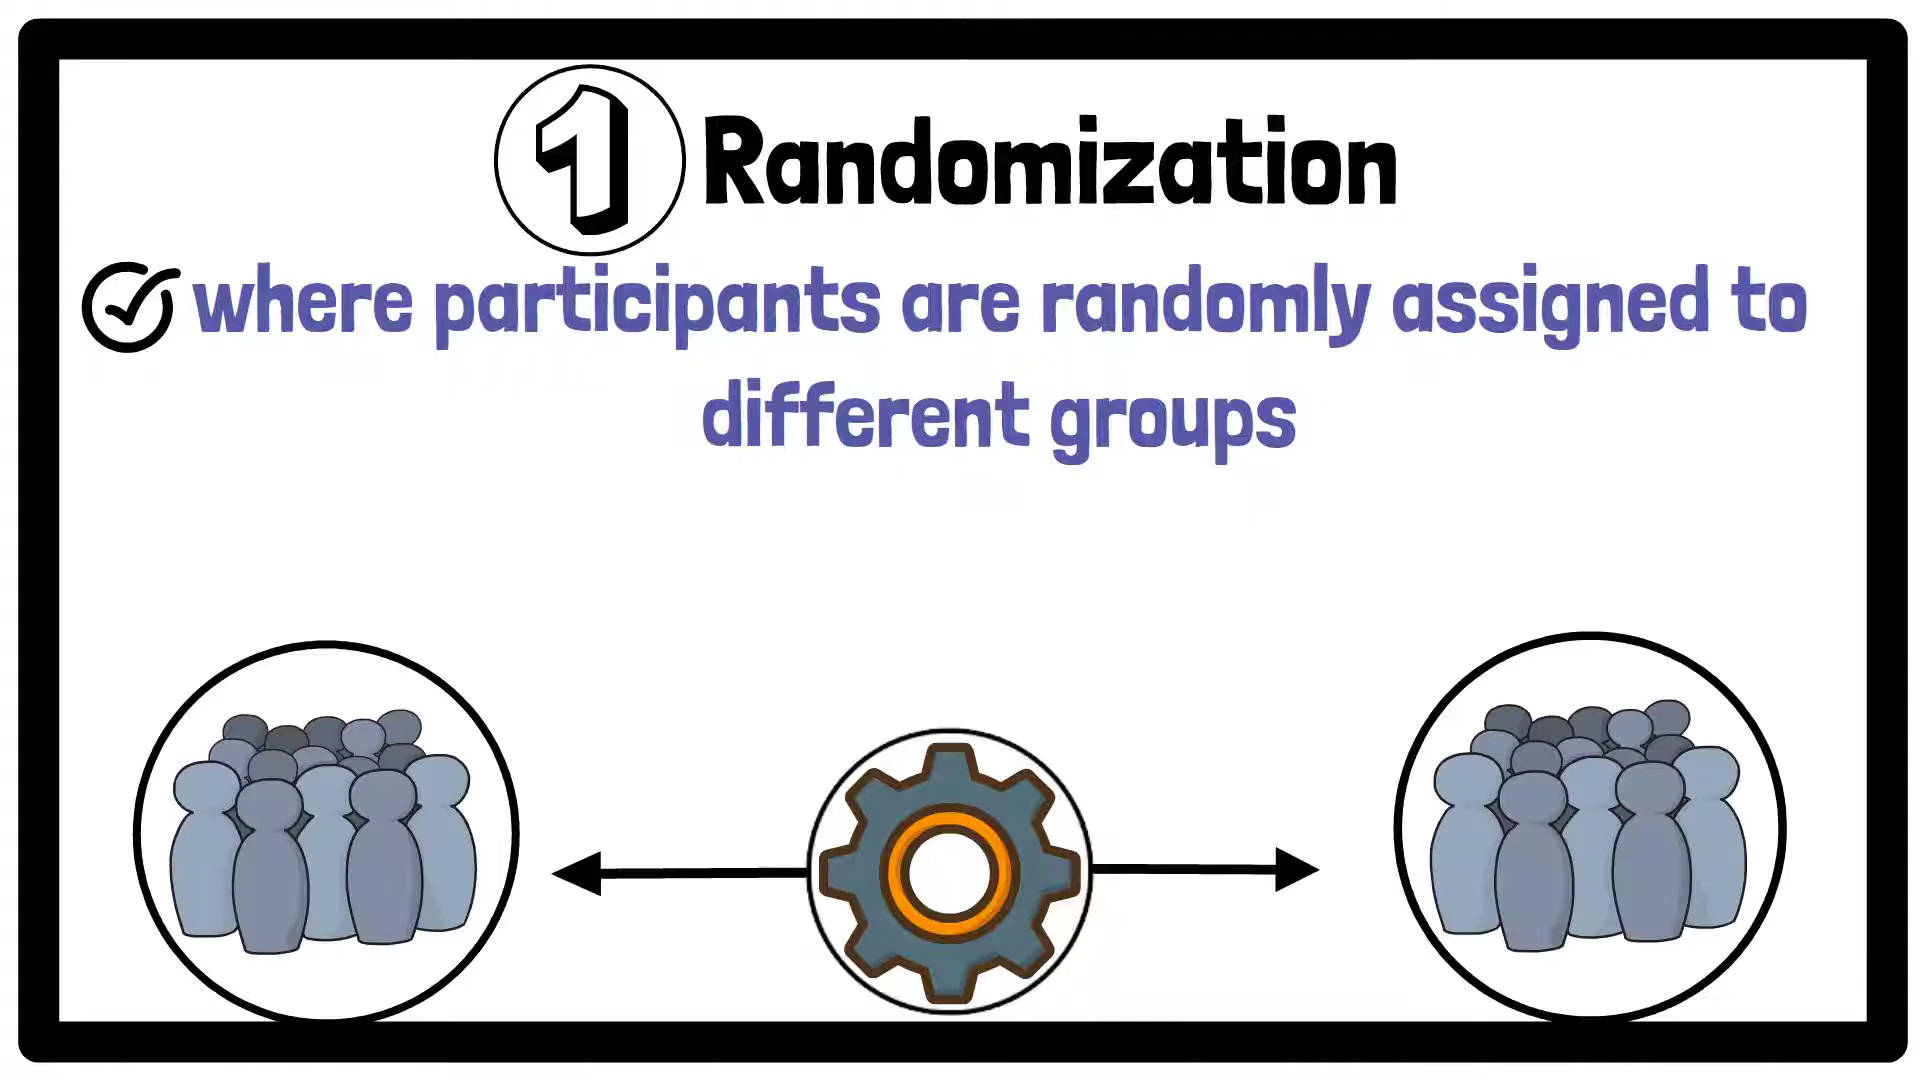 1 Randomization
where participants are randomly assigned to
different groups